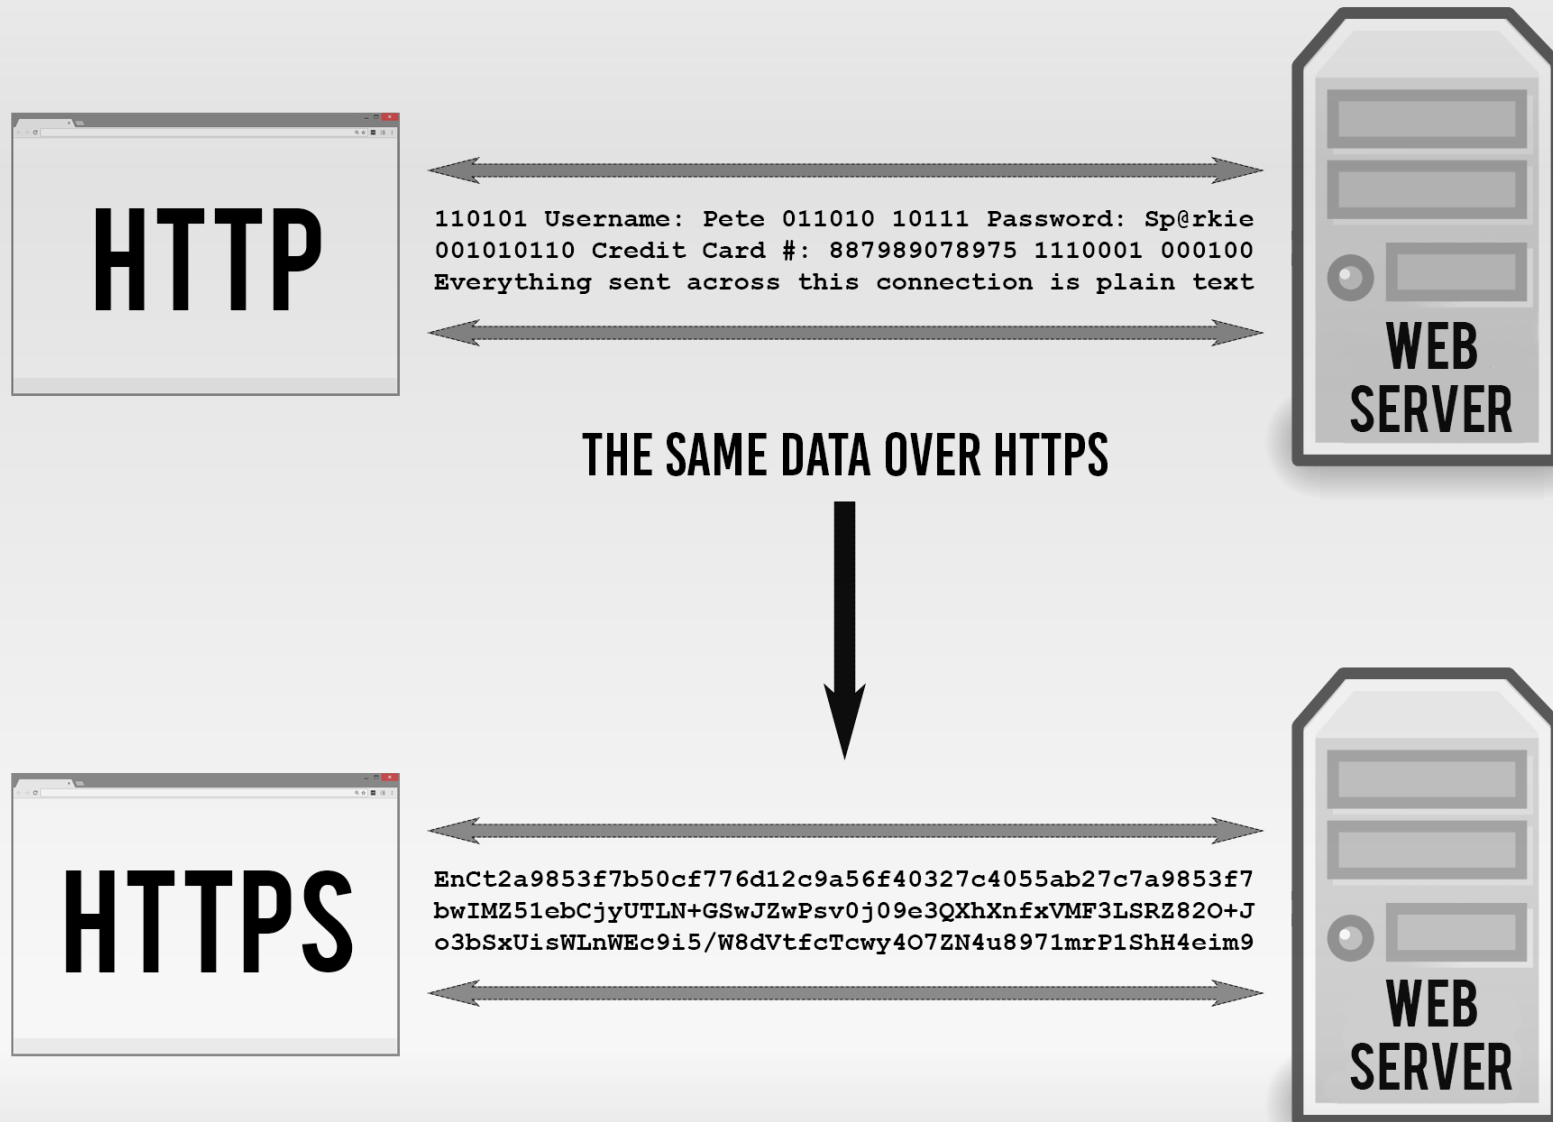 HTTP
110101 Username: Pete 011010 10111 Password: Sp@rkie
001010110 Credit Card #: 887989078975 1110001 000100
Everything sent across this connection is plain text
WEB
SERVER
THE SAME DATA OVER HTTPS
HTTPS
EnCt2a9853f7b50cf776d12c9a56f40327c4055ab27c7a9853f7
bwIMZ51ebCjyUTLN+GSwJZwPsv0j09e3QXhXnfxVMF3LSRZ82O+J
o3bSxUisWLnWEc9i5/W8dVtfcTcwy4O7ZN4u8971mrP1ShH4eim9
WEB
SERVER